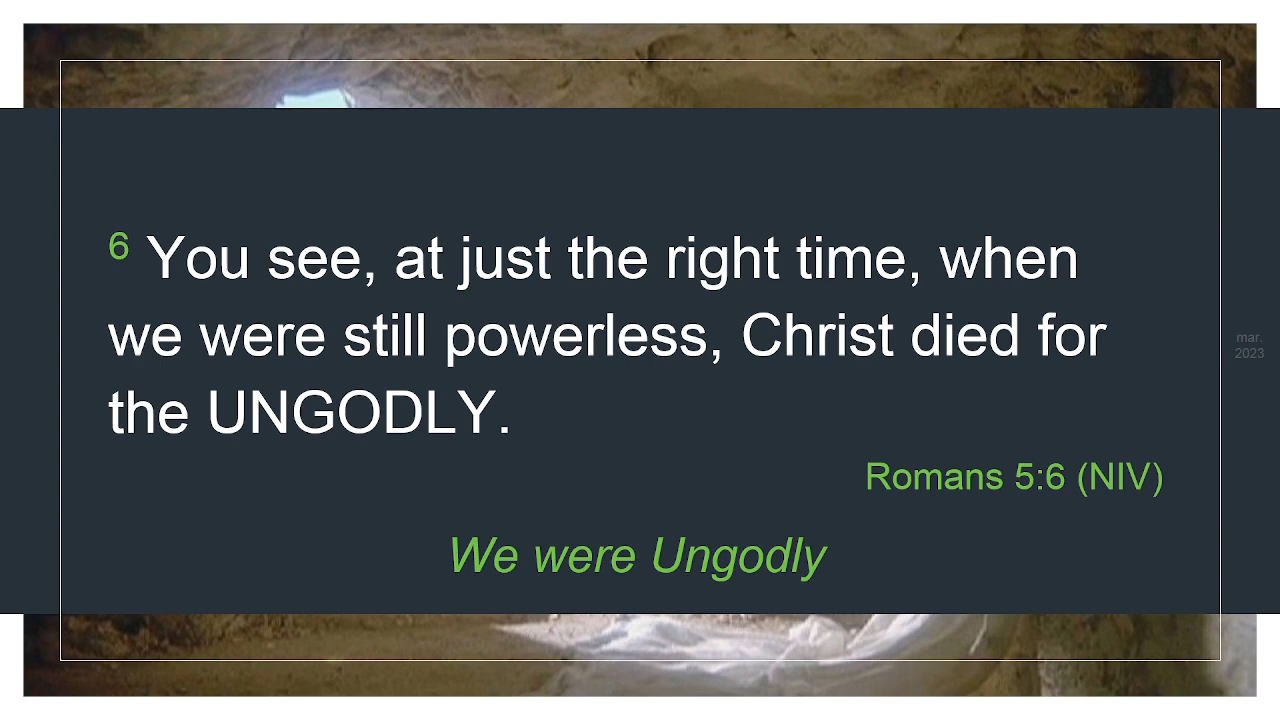 6 You see, at just the right time, when
we were still powerless, Christ died for
the UNGODLY.
Romans 5:6 (NIV)
We were Ungodly
mar.
2023